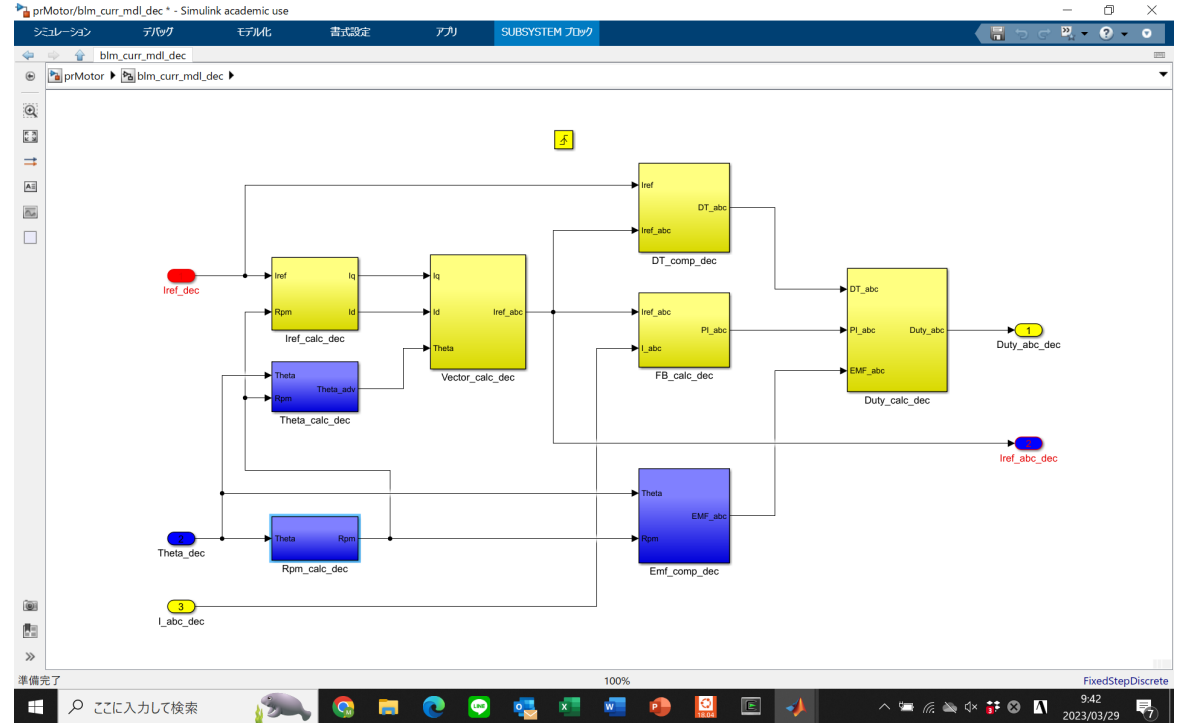 prMotor/blm_curr_mdl_dec * - Simulink academic use
シミュレーション デバッグ モデル化 書式設定 アプリ SUBSYSTEM ブロック
blm_curr_mdl_dec
prMotor blm_curr_mdl_dec
Iref
DT_abc
Iref_abc
DT_comp_dec
Iref_dec
Iref Iq
Rpm Id
Iref_calc_dec
Iq
Id Iref_abc
Theta
Vector_calc_dec
Iref_abc
PI_abc
I_abc
FB_calc_dec
DT_abc
PI_abc Duty_abc
EMF_abc
Duty_calc_dec
1
Duty_abc_dec
Theta
Theta_adv
Rpm
Theta_calc_dec
2
Iref_abc_dec
Theta
EMF_abc
Rpm
Emf_comp_dec
2
Theta_dec
Theta Rpm
Rpm_calc_dec
3
I_abc_dec
準備完了 100% FixedStepDiscrete
ここに入力して検索
18.04
9:42
2023/03/29
7